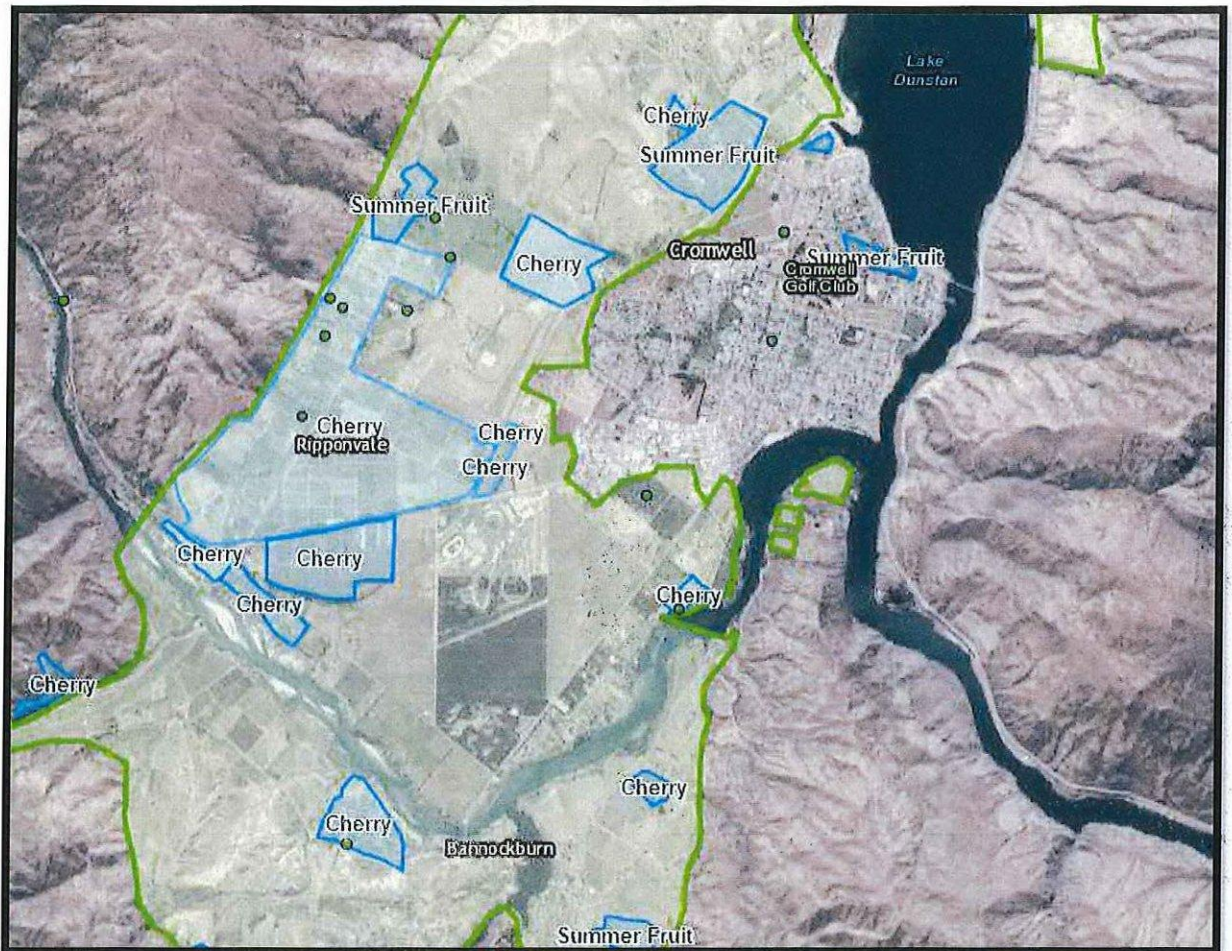 Lake
Dunstan
Cherry
Summer Fruit
Summer Fruit
Cromwell
Cherry
Summer Fruit
Cromwell
Golf Club
Cherry
Ripponvale
Cherry
Cherry
Cherry
Cherry
Cherry
Cherry
Cherry
Cherry
Cherry
Bannockburn
Summer Fruit